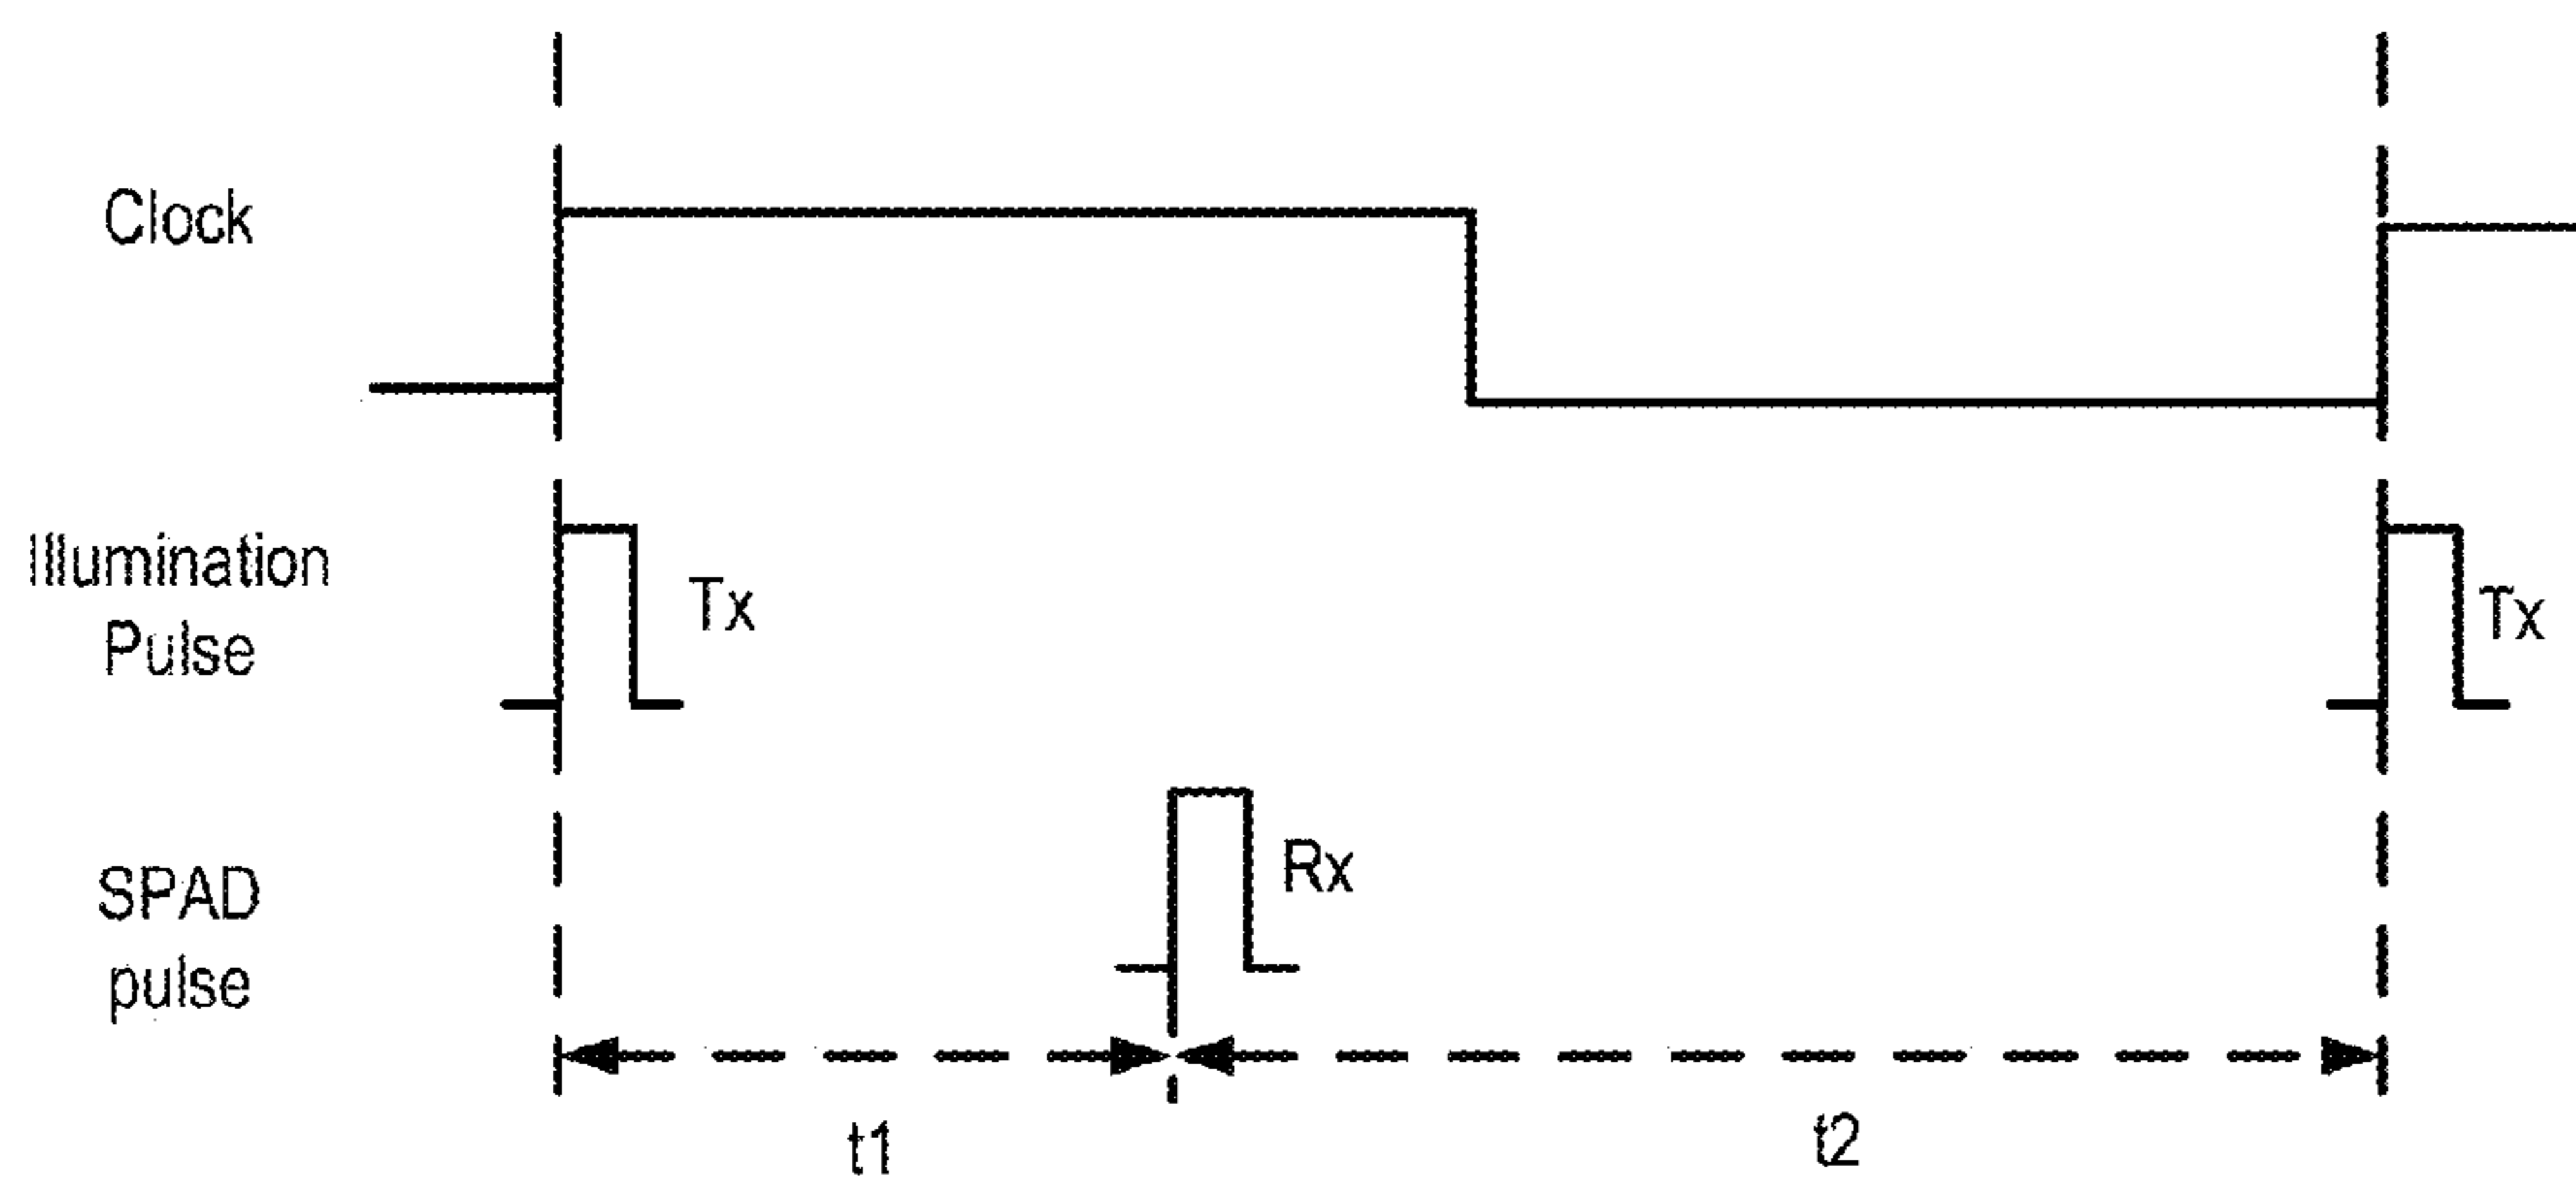 Clock
Illumination
Pulse
Tx
Tx
SPAD
pulse
Rx
t1
t2